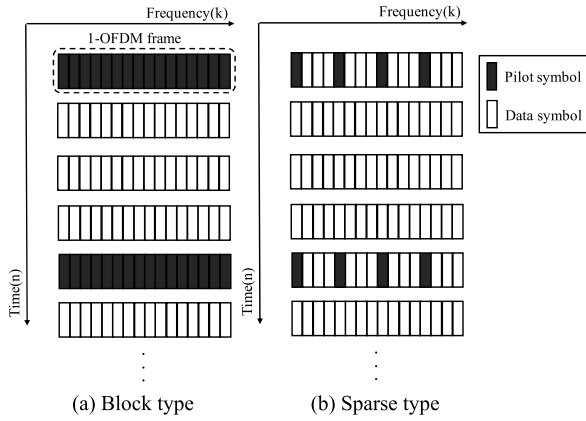 Frequency(k)
1-OFDM frame
Time(n)
(a) Block type
Frequency(k)
Time(n)
(b) Sparse type
Pilot symbol
Data symbol